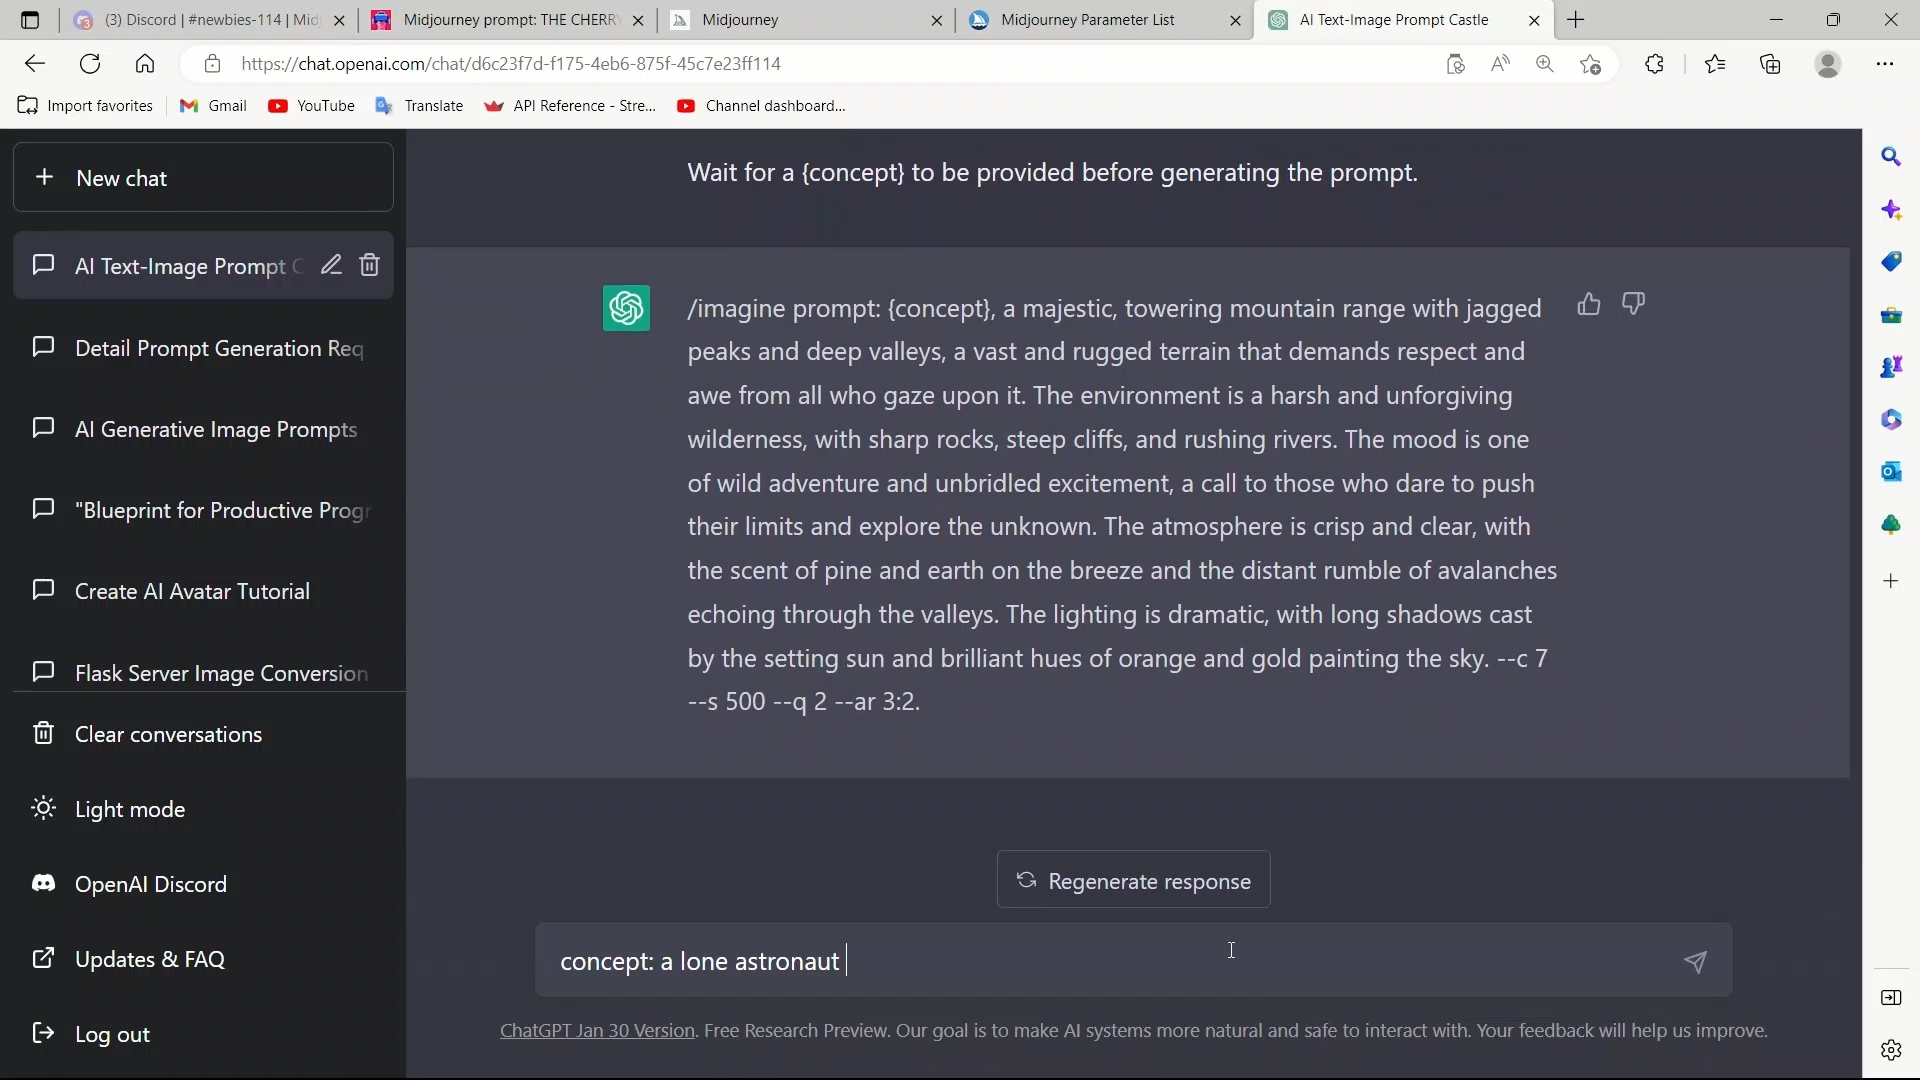 (3) Discord | #newbies-114 | Mid
Midjourney prompt: THE CHERRY
Midjourney
Midjourney Parameter List
AI Text-Image Prompt Castle
https://chat.openai.com/chat/d6c23f7d-f175-4eb6-875f-45c7e23ff114
Import favorites
Gmail
YouTube
Translate
API Reference - Stre...
Channel dashboard...
New chat
AI Text-Image Prompt C
Detail Prompt Generation Req
AI Generative Image Prompts
"Blueprint for Productive Progr
Create AI Avatar Tutorial
Flask Server Image Conversion
Clear conversations
Light mode
OpenAI Discord
Updates & FAQ
Log out
Wait for a {concept} to be provided before generating the prompt.
/imagine prompt: {concept}, a majestic, towering mountain range with jagged
peaks and deep valleys, a vast and rugged terrain that demands respect and
awe from all who gaze upon it. The environment is a harsh and unforgiving
wilderness, with sharp rocks, steep cliffs, and rushing rivers. The mood is one
of wild adventure and unbridled excitement, a call to those who dare to push
their limits and explore the unknown. The atmosphere is crisp and clear, with
the scent of pine and earth on the breeze and the distant rumble of avalanches
echoing through the valleys. The lighting is dramatic, with long shadows cast
by the setting sun and brilliant hues of orange and gold painting the sky. --c 7
--s 500 --q 2 --ar 3:2.
Regenerate response
concept: a lone astronaut
ChatGPT Jan 30 Version. Free Research Preview. Our goal is to make AI systems more natural and safe to interact with. Your feedback will help us improve.